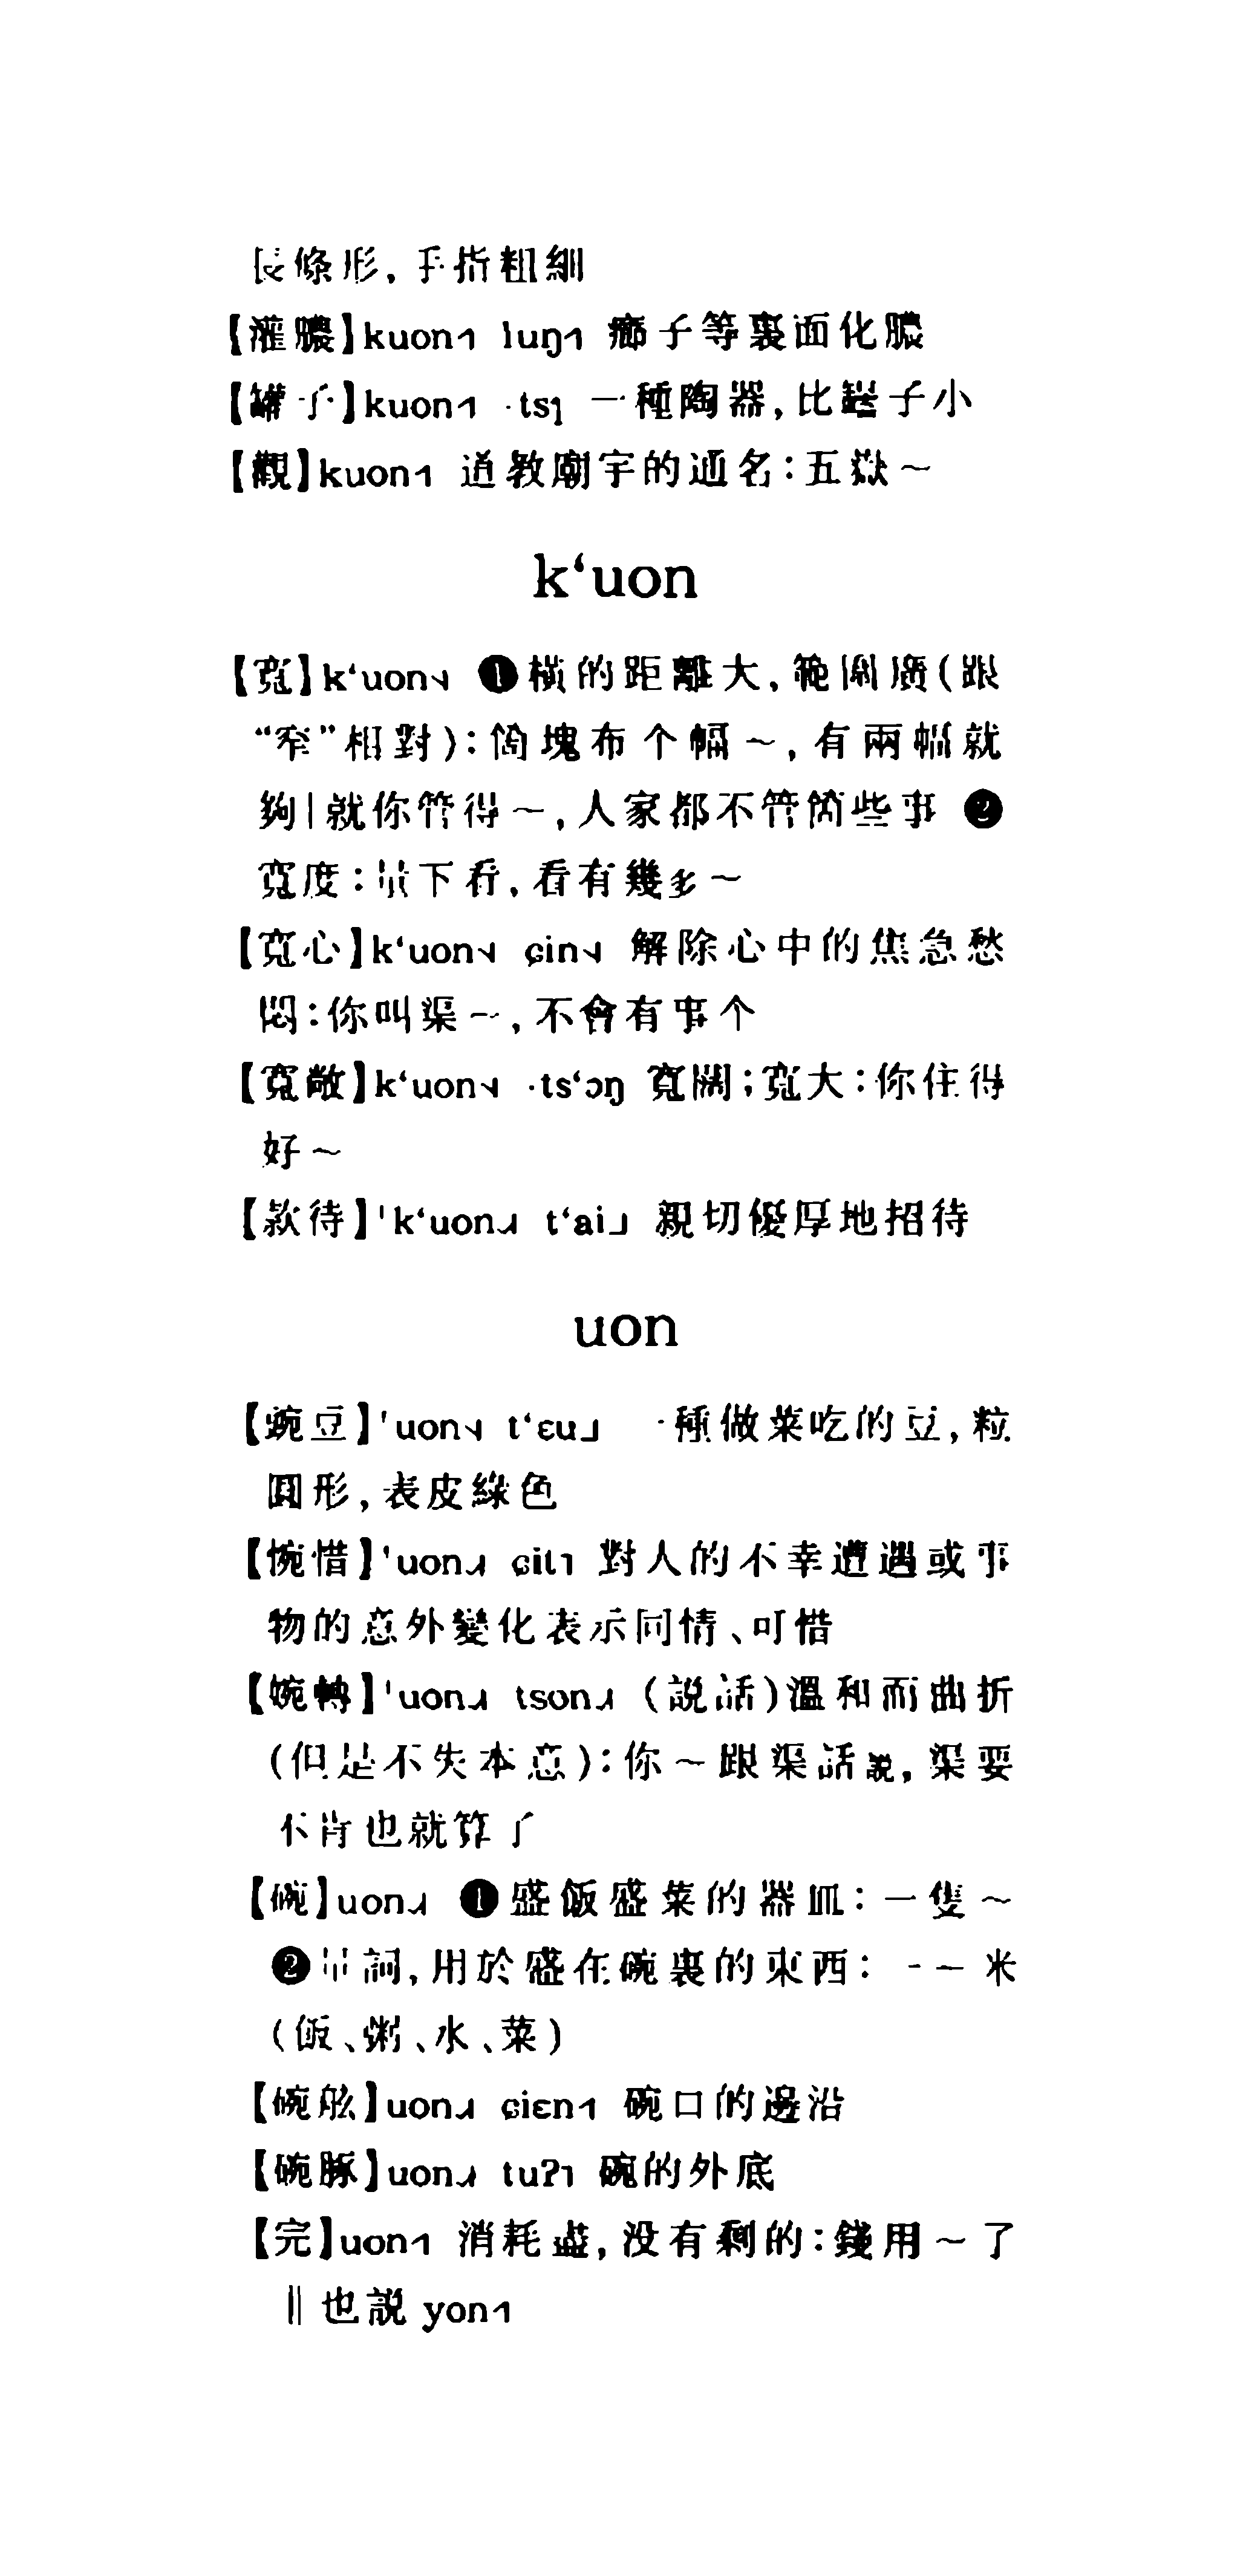 長條形，手指粗細
【灌膿】kuon˧˥ luŋ˧˥ 癤子等裏面化膿
【罐子】kuon˧˥ ·tsɿ 一種陶器，比子小
【觀】kuon˧˥ 道教廟宇的通名：五嶽～
k‘uon
【寬】k‘uon˦˨ ❶橫的距離大，範圍廣（跟
“窄”相對）：箇塊布个幅～，有兩幅就
夠|就你管得～，人家都不管箇些事 ❷
寬度：量下看，看有幾多～
【寬心】k‘uon˦˨ ɕin˦˨ 解除心中的焦急愁
悶：你叫渠～，不會有事个
【寬敞】k‘uon˦˨ ·ts‘ɔŋ 寬闊；寬大：你住得
好～
【款待】'k‘uon˨˩˧ t‘ai˩ 親切優厚地招待
uon
【豌豆】'uon˦˨ t‘ɛu˩ 一種做菜吃的豆，粒
圓形，表皮綠色
【惋惜】'uon˨˩˧ ɕit˥ 對人的不幸遭遇或事
物的意外變化表示同情、可惜
【婉轉】'uon˨˩˧ tson˨˩˧ （説話）溫和而曲折
（但是不失本意）：你～跟渠話説，渠要
不肯也就算了
【碗】uon˨˩˧ ❶盛飯盛菜的器皿：一隻～
❷量詞，用於盛在碗裏的東西：一～米
（飯、粥、水、菜）
【碗舷】uon˨˩˧ ɕiɛn˧˥ 碗口的邊沿
【碗豚】uon˨˩˧ tuʔ˥ 碗的外底
【完】uon˧˥ 消耗盡，没有剩的：錢用～了
‖也説 yon˧˥